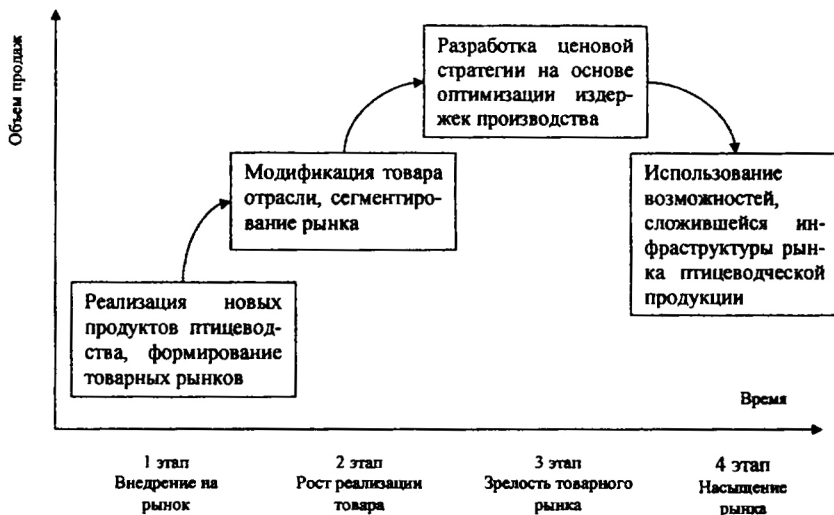 Объем продаж
Разработка ценовой
стратегии на основе
оптимизации издер-
жек производства
Модификация товара
отрасли, сегментиро-
вание рынка
Использование
возможностей,
сложившейся ин-
фраструктуры рын-
ка птицеводческой
продукции
Реализация новых
продуктов птицевод-
ства, формирование
товарных рынков
Время
1 этап
Внедрение на
рынок
2 этап
Рост реализации
товара
3 этап
Зрелость товарного
рынка
4 этап
Насыщение
рынка